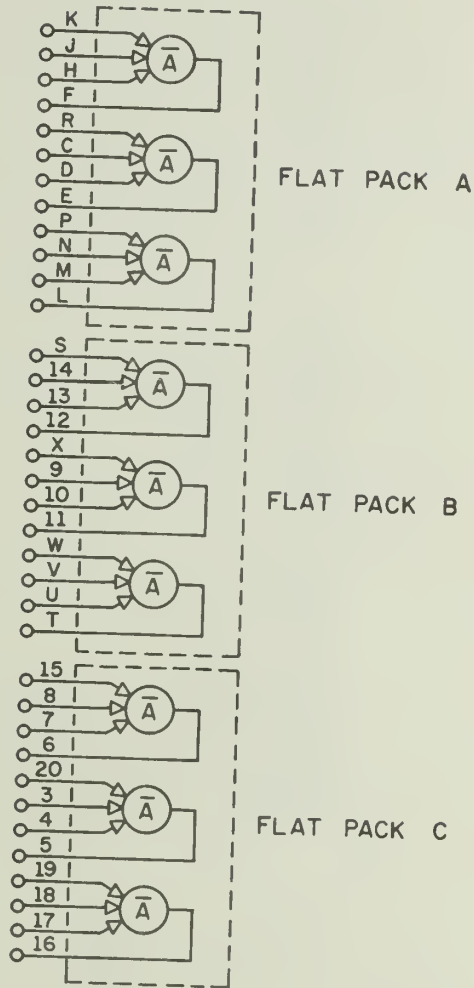 K
J
A̅
H
F
R
C
A̅
D
E
FLAT PACK A
P
N
A̅
M
L
S
14
A̅
13
12
X
9
A̅
10
11
FLAT PACK B
W
V
A̅
U
T
15
8
A̅
7
6
20
3
A̅
4
5
FLAT PACK C
19
18
A̅
17
16